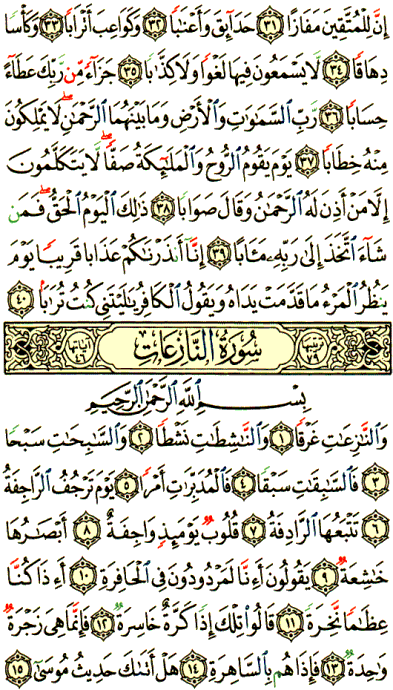 إِنَّ لِلْمُتَّقِينَ مَفَازًا ٣١ حَدَآئِقَ وَأَعْنَٰبًا ٣٢ وَكَوَاعِبَ أَتْرَابًا ٣٣ وَكَأْسًا
دِهَاقًا ٣٤ لَّا يَسْمَعُونَ فِيهَا لَغْوًا وَلَا كِذَّٰبًا ٣٥ جَزَآءً مِّن رَّبِّكَ عَطَآءً
حِسَابًا ٣٦ رَّبِّ ٱلسَّمَٰوَٰتِ وَٱلْأَرْضِ وَمَا بَيْنَهُمَا ٱلرَّحْمَٰنِ ۖ لَا يَمْلِكُونَ
مِنْهُ خِطَابًا ٣٧ يَوْمَ يَقُومُ ٱلرُّوحُ وَٱلْمَلَٰٓئِكَةُ صَفًّا ۖ لَّا يَتَكَلَّمُونَ
إِلَّا مَنْ أَذِنَ لَهُ ٱلرَّحْمَٰنُ وَقَالَ صَوَابًا ٣٨ ذَٰلِكَ ٱلْيَوْمُ ٱلْحَقُّ ۖ فَمَن
شَآءَ ٱتَّخَذَ إِلَىٰ رَبِّهِۦ مَـَٔابًا ٣٩ إِنَّآ أَنذَرْنَٰكُمْ عَذَابًا قَرِيبًا يَوْمَ
يَنظُرُ ٱلْمَرْءُ مَا قَدَّمَتْ يَدَاهُ وَيَقُولُ ٱلْكَافِرُ يَٰلَيْتَنِى كُنتُ تُرَٰبًۢا ٤٠
ترتيبها ٧٩ سُورَةُ النَّازِعَاتِ آياتها ٤٦
بِسْمِ ٱللَّهِ ٱلرَّحْمَٰنِ ٱلرَّحِيمِ
وَٱلنَّٰزِعَٰتِ غَرْقًا ١ وَٱلنَّٰشِطَٰتِ نَشْطًا ٢ وَٱلسَّٰبِحَٰتِ سَبْحًا
٣ فَٱلسَّٰبِقَٰتِ سَبْقًا ٤ فَٱلْمُدَبِّرَٰتِ أَمْرًا ٥ يَوْمَ تَرْجُفُ ٱلرَّاجِفَةُ
٦ تَتْبَعُهَا ٱلرَّادِفَةُ ٧ قُلُوبٌ يَوْمَئِذٍ وَاجِفَةٌ ٨ أَبْصَٰرُهَا
خَٰشِعَةٌ ٩ يَقُولُونَ أَءِنَّا لَمَرْدُودُونَ فِى ٱلْحَافِرَةِ ١٠ أَءِذَا كُنَّا
عِظَٰمًا نَّخِرَةً ١١ قَالُوا۟ تِلْكَ إِذًا كَرَّةٌ خَاسِرَةٌ ١٢ فَإِنَّمَا هِىَ زَجْرَةٌ
وَٰحِدَةٌ ١٣ فَإِذَا هُم بِٱلسَّاهِرَةِ ١٤ هَلْ أَتَىٰكَ حَدِيثُ مُوسَىٰٓ ١٥